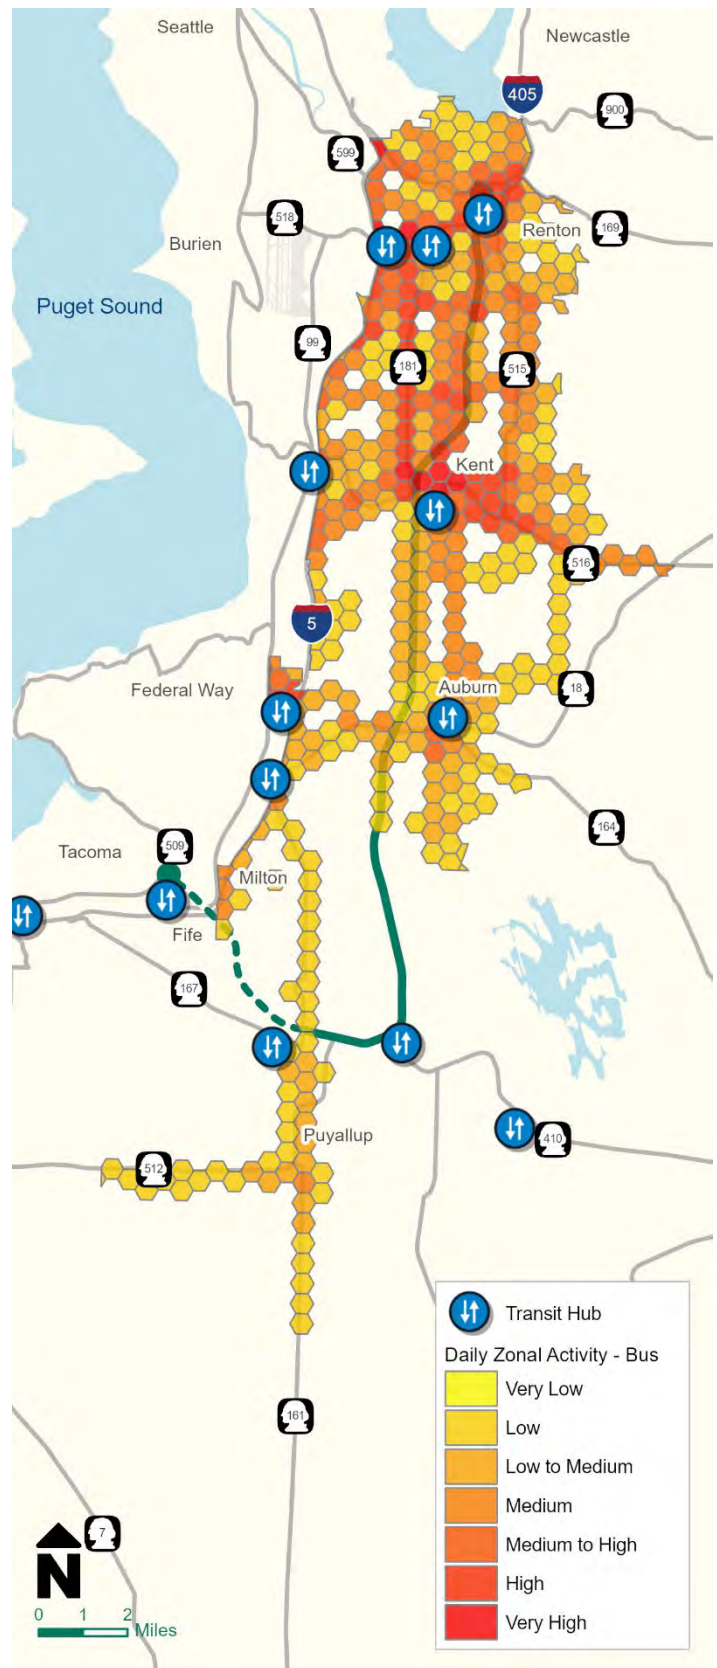 Seattle
Newcastle
405
900
599
518
Burien
Renton
169
Puget Sound
99
181
515
Kent
516
5
Federal Way
Auburn
18
164
509
Tacoma
Milton
Fife
167
Puyallup
410
512
161
7
N
0 1 2
Miles
Transit Hub
Daily Zonal Activity - Bus
Very Low
Low
Low to Medium
Medium
Medium to High
High
Very High